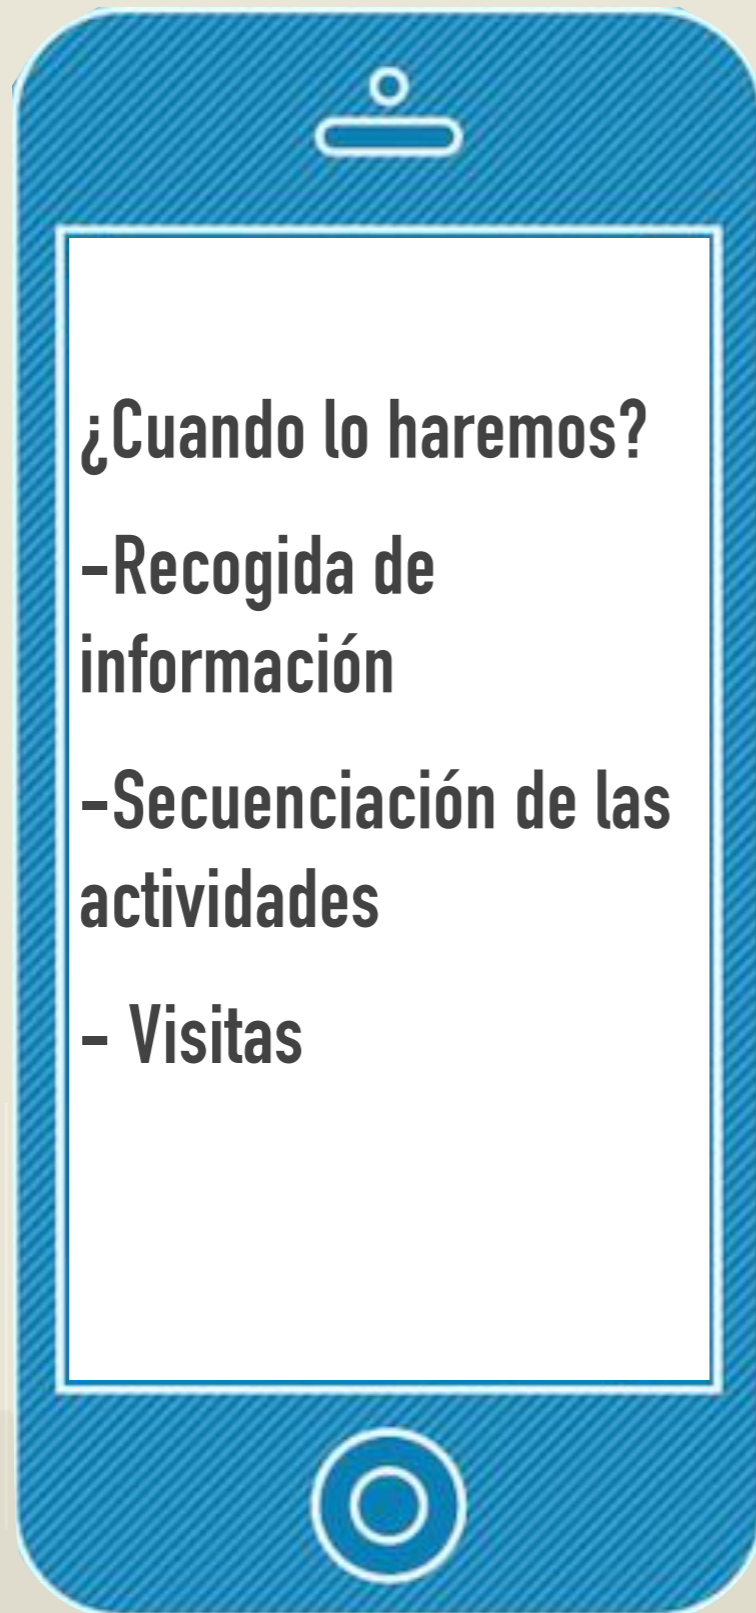 ¿Cuando lo haremos?
-Recogida de
información
-Secuenciación de las
actividades
- Visitas